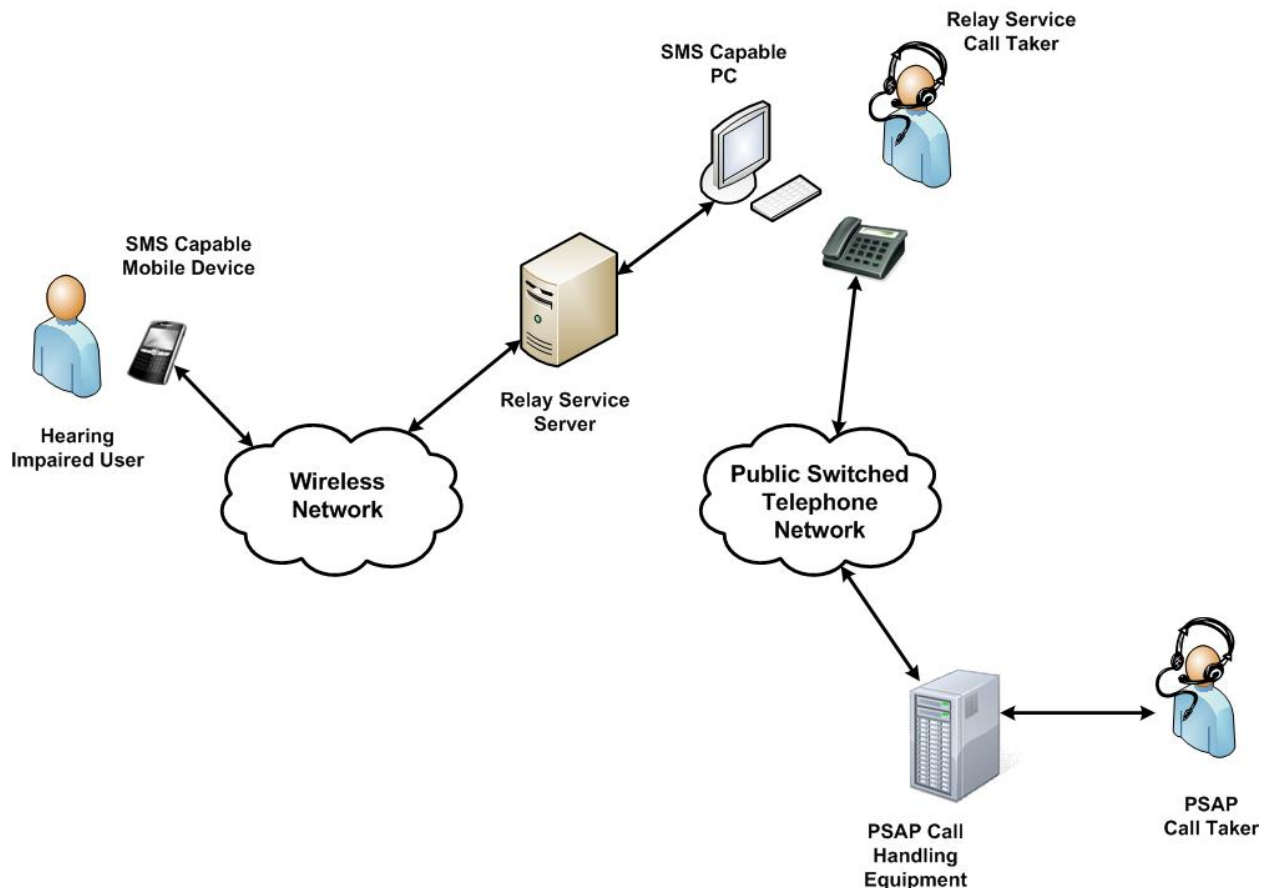 Relay Service
Call Taker
SMS Capable
PC
SMS Capable
Mobile Device
Relay Service
Server
Hearing
Impaired User
Wireless
Network
Public Switched
Telephone
Network
PSAP Call
Handling
Equipment
PSAP
Call Taker